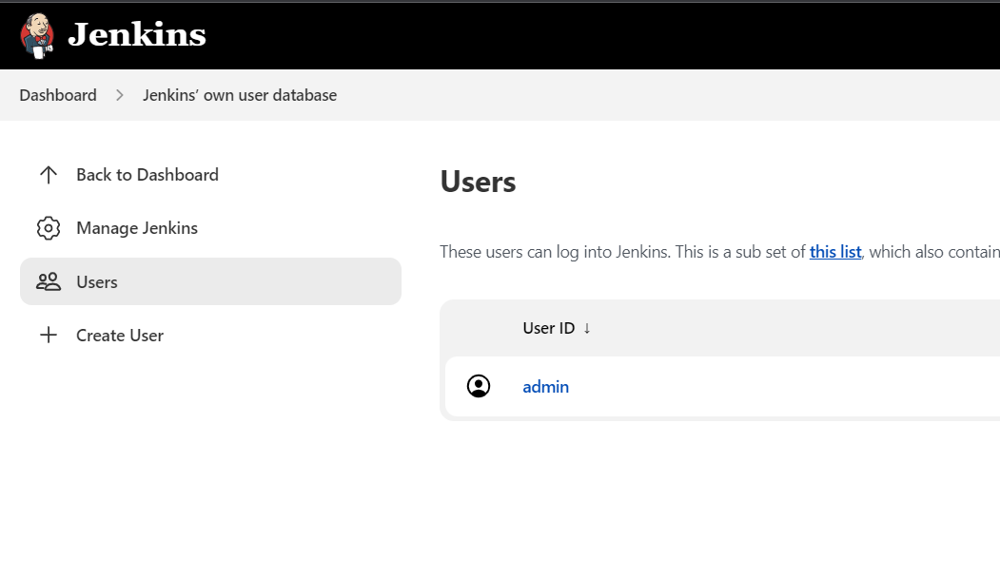 Jenkins
Dashboard > Jenkins’ own user database
Back to Dashboard
Manage Jenkins
Users
Create User
Users
These users can log into Jenkins. This is a sub set of this list, which also contain
User ID ↓
admin